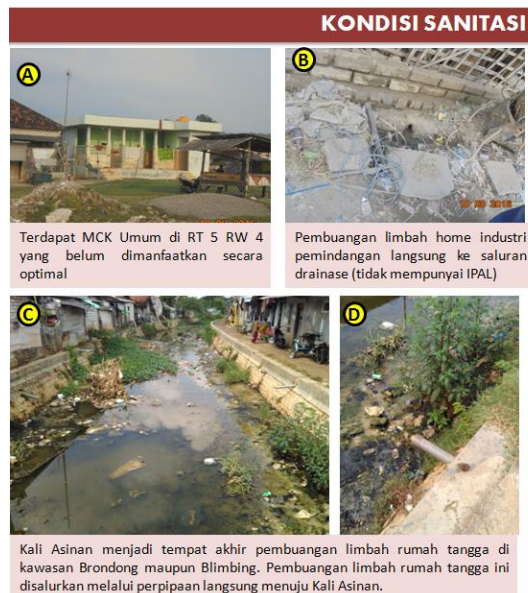 KONDISI SANITASI
A
B
Terdapat MCK Umum di RT 5 RW 4
yang belum dimanfaatkan secara
optimal
Pembuangan limbah home industri
pemindangan langsung ke saluran
drainase (tidak mempunyai IPAL)
C
D
Kali Asinan menjadi tempat akhir pembuangan limbah rumah tangga di
kawasan Brondong maupun Blimbing. Pembuangan limbah rumah tangga ini
disalurkan melalui perpipaan langsung menuju Kali Asinan.